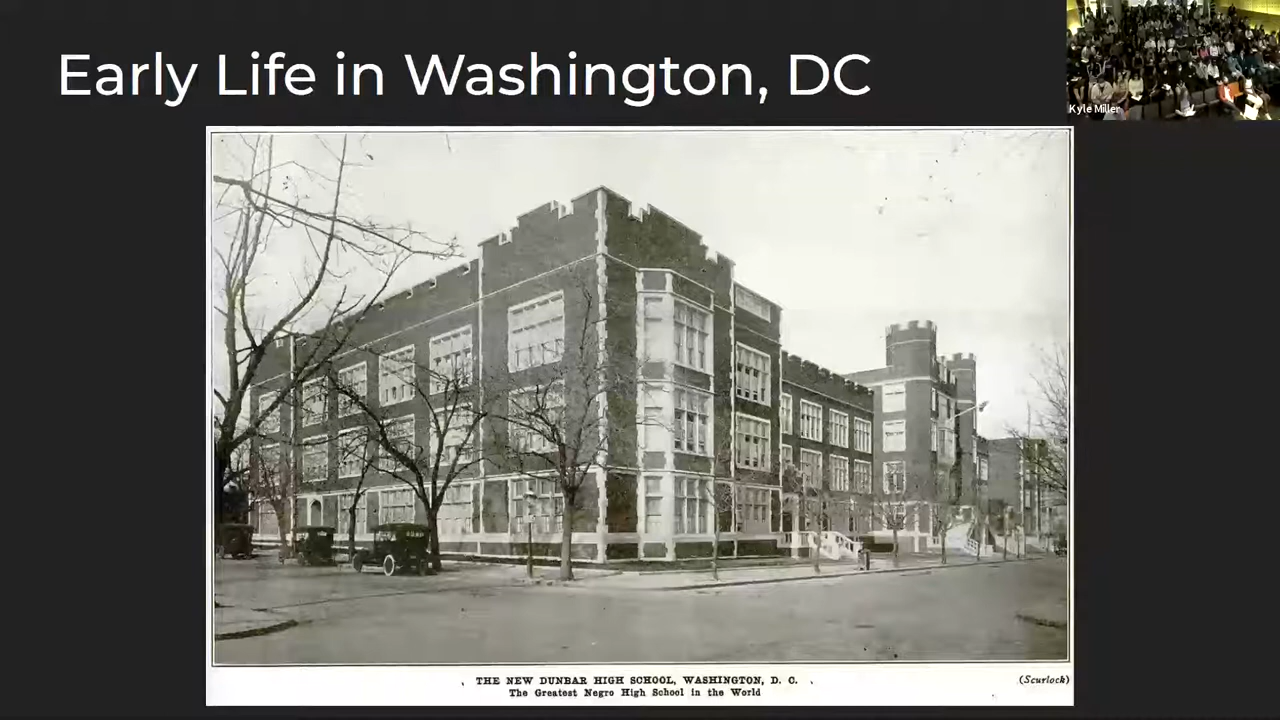 Early Life in Washington, DC
Kyle Miller
THE NEW DUNBAR HIGH SCHOOL, WASHINGTON, D. C.
(Scurlock)
The Greatest Negro High School in the World